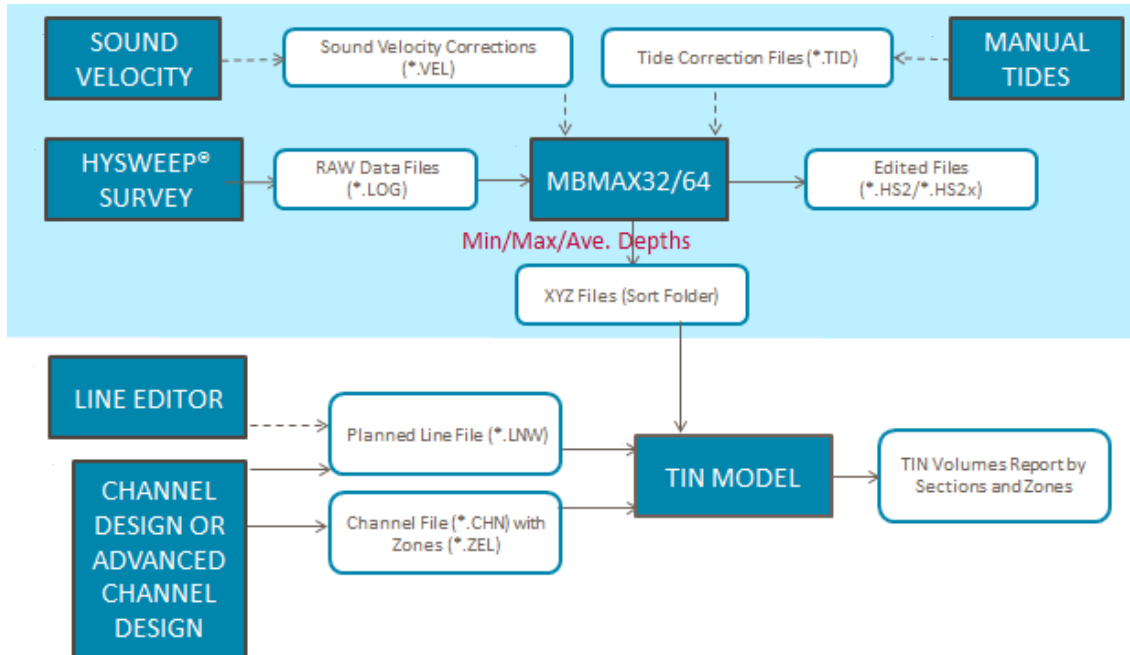 SOUND
VELOCITY
Sound Velocity Corrections
(*.VEL)
Tide Correction Files (*.TID)
MANUAL
TIDES
HYSWEEP®
SURVEY
RAW Data Files
(*.LOG)
MBMAX32/64
Edited Files
(*.HS2/*.HS2x)
Min/Max/Ave. Depths
XYZ Files (Sort Folder)
LINE EDITOR
Planned Line File (*.LNW)
TIN MODEL
TIN Volumes Report by
Sections and Zones
CHANNEL
DESIGN OR
ADVANCED
CHANNEL
DESIGN
Channel File (*.CHN) with
Zones (*.ZEL)